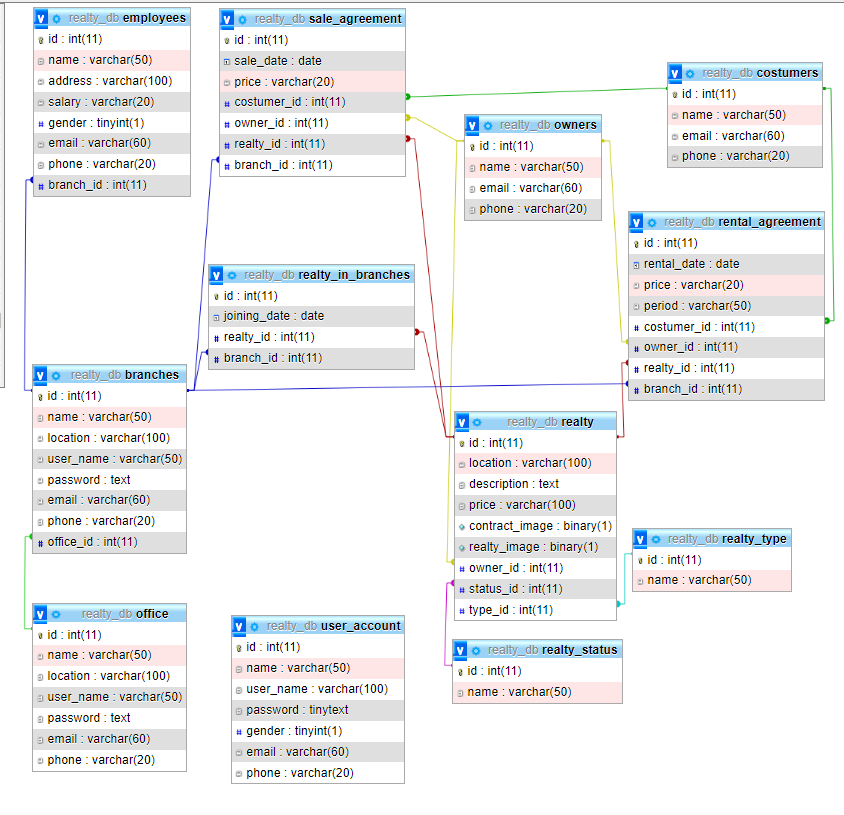 realty_db employees
id : int(11)
name : varchar(50)
address : varchar(100)
salary : varchar(20)
gender : tinyint(1)
email : varchar(60)
phone : varchar(20)
branch_id : int(11)
realty_db sale_agreement
id : int(11)
sale_date : date
price : varchar(20)
costumer_id : int(11)
owner_id : int(11)
realty_id : int(11)
branch_id : int(11)
realty_db costumers
id : int(11)
name : varchar(50)
email : varchar(60)
phone : varchar(20)
realty_db owners
id : int(11)
name : varchar(50)
email : varchar(60)
phone : varchar(20)
realty_db rental_agreement
id : int(11)
rental_date : date
price : varchar(20)
period : varchar(50)
costumer_id : int(11)
owner_id : int(11)
realty_id : int(11)
branch_id : int(11)
realty_db realty_in_branches
id : int(11)
joining_date : date
realty_id : int(11)
branch_id : int(11)
realty_db branches
id : int(11)
name : varchar(50)
location : varchar(100)
user_name : varchar(50)
password : text
email : varchar(60)
phone : varchar(20)
office_id : int(11)
realty_db realty
id : int(11)
location : varchar(100)
description : text
price : varchar(100)
contract_image : binary(1)
realty_image : binary(1)
owner_id : int(11)
status_id : int(11)
type_id : int(11)
realty_db realty_type
id : int(11)
name : varchar(50)
realty_db office
id : int(11)
name : varchar(50)
location : varchar(100)
user_name : varchar(50)
password : text
email : varchar(60)
phone : varchar(20)
realty_db user_account
id : int(11)
name : varchar(50)
user_name : varchar(100)
password : tinytext
gender : tinyint(1)
email : varchar(60)
phone : varchar(20)
realty_db realty_status
id : int(11)
name : varchar(50)